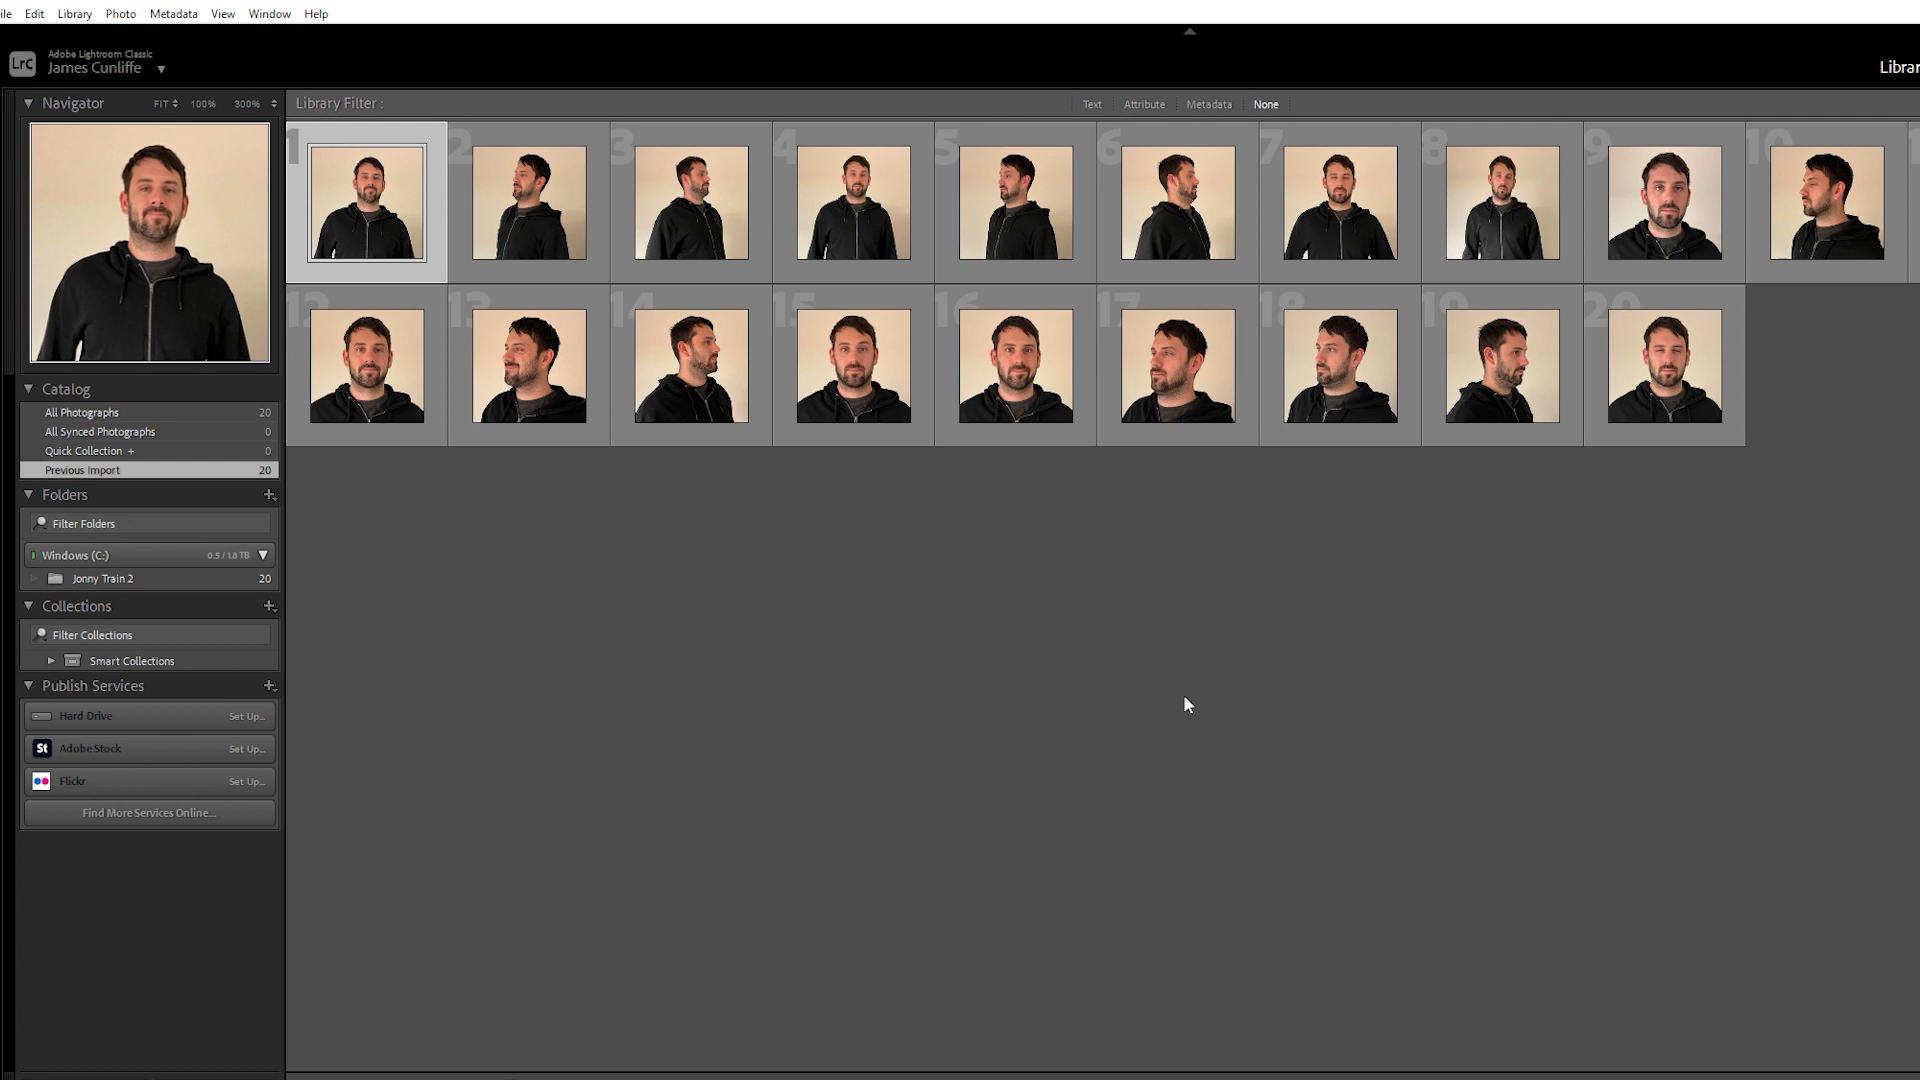 ile Edit Library Photo Metadata View Window Help
LrC
Adobe Lightroom Classic
James Cunliffe
Librar
Navigator FIT 100% 300%
Library Filter : Text Attribute Metadata None
1 2 3 4 5 6 7 8 9 10 1
12 13 14 15 16 17 18 19 20
Catalog
All Photographs 20
All Synced Photographs 0
Quick Collection + 0
Previous Import 20
Folders
Filter Folders
Windows (C:) 0.5 / 1.8 TB
Jonny Train 2 20
Collections
Filter Collections
Smart Collections
Publish Services
Hard Drive Set Up...
St Adobe Stock Set Up...
Flickr Set Up...
Find More Services Online...